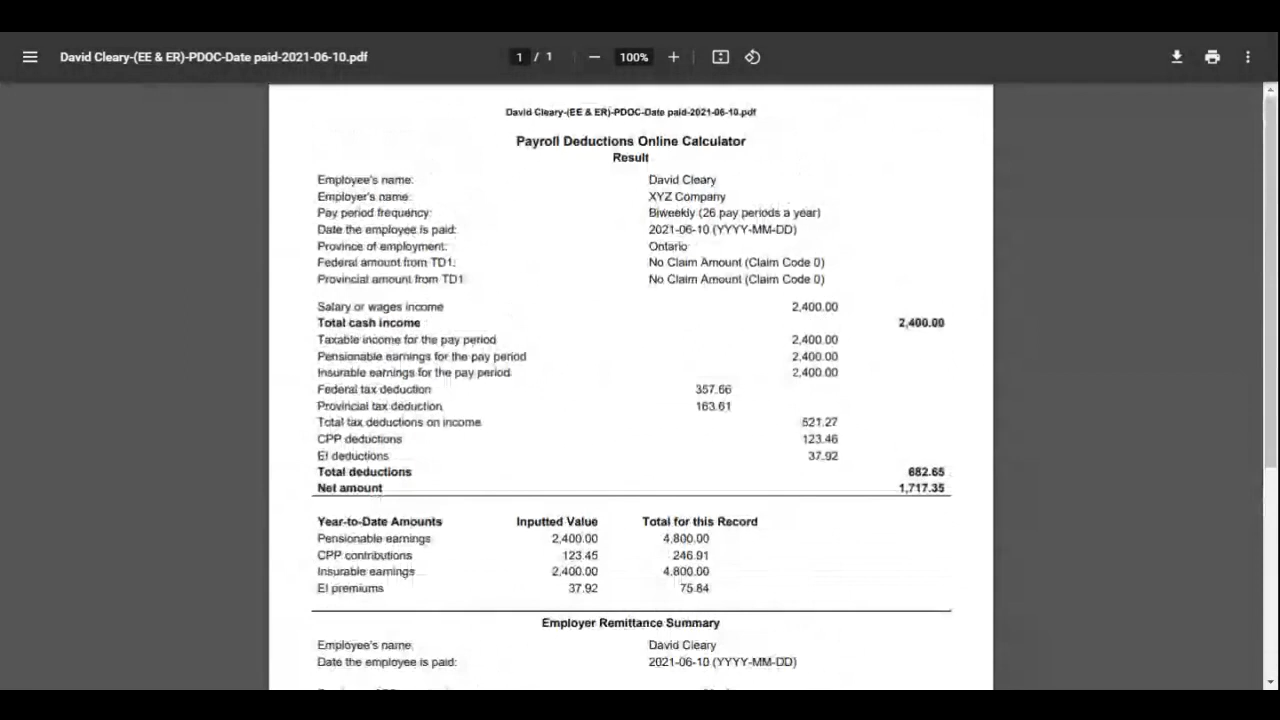 David Cleary-(EE & ER)-PDOC-Date paid-2021-06-10.pdf 1 / 1 100%
David Cleary-(EE & ER)-PDOC-Date paid-2021-06-10.pdf
Payroll Deductions Online Calculator
Result
Employee's name: David Cleary
Employer's name: XYZ Company
Pay period frequency: Biweekly (26 pay periods a year)
Date the employee is paid: 2021-06-10 (YYYY-MM-DD)
Province of employment: Ontario
Federal amount from TD1: No Claim Amount (Claim Code 0)
Provincial amount from TD1 No Claim Amount (Claim Code 0)
Salary or wages income 2,400.00
Total cash income 2,400.00
Taxable income for the pay period 2,400.00
Pensionable earnings for the pay period 2,400.00
Insurable earnings for the pay period 2,400.00
Federal tax deduction 357.66
Provincial tax deduction 163.61
Total tax deductions on income 521.27
CPP deductions 123.46
EI deductions 37.92
Total deductions 682.65
Net amount 1,717.35
Year-to-Date Amounts Inputted Value Total for this Record
Pensionable earnings 2,400.00 4,800.00
CPP contributions 123.45 246.91
Insurable earnings 2,400.00 4,800.00
EI premiums 37.92 75.84
Employer Remittance Summary
Employee's name: David Cleary
Date the employee is paid: 2021-06-10 (YYYY-MM-DD)